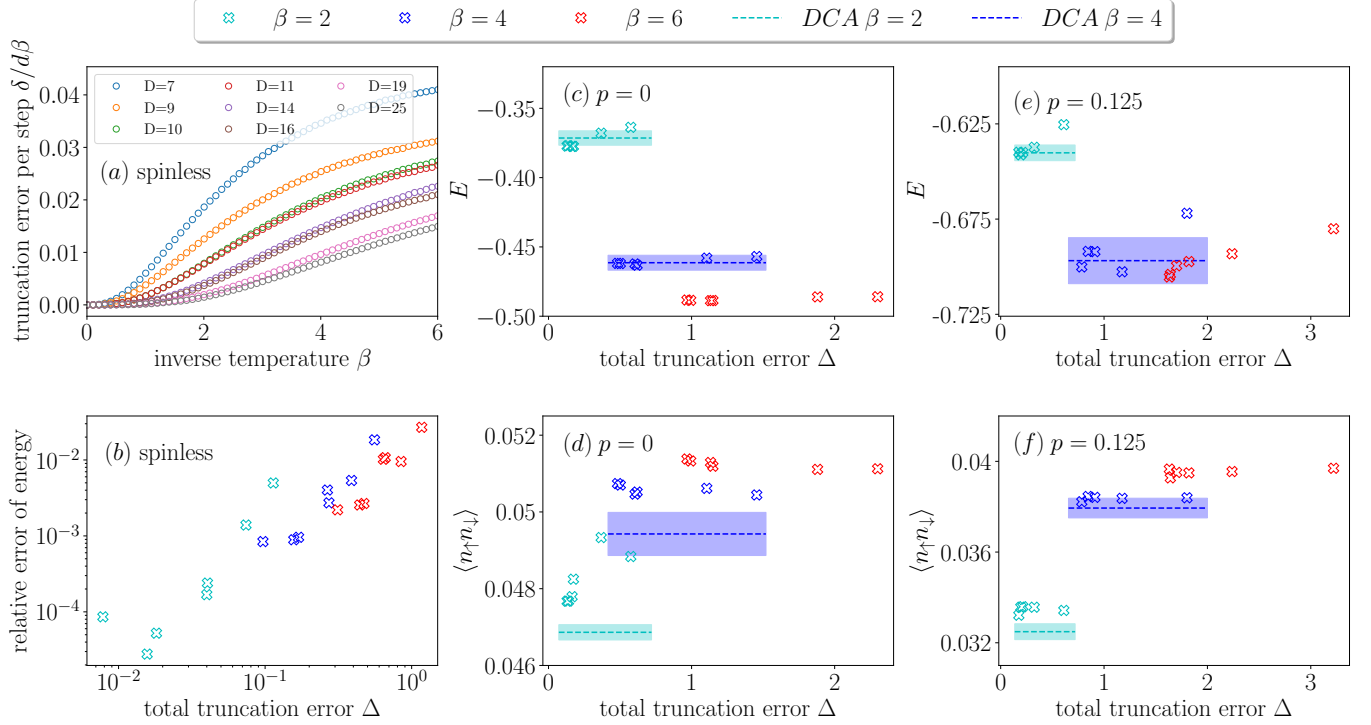 β = 2 β = 4 β = 6 DCA β = 2 DCA β = 4
truncation error per step δ/dβ
0.04
0.03
0.02
0.01
0.00
D=7 D=11 D=19
D=9 D=14 D=25
D=10 D=16
(a) spinless
0 2 4 6
inverse temperature β
E
−0.35
−0.40
−0.45
−0.50
(c) p = 0
0 1 2
total truncation error Δ
E
-0.625
-0.675
-0.725
(e) p = 0.125
0 1 2 3
total truncation error Δ
relative error of energy
10⁻²
10⁻³
10⁻⁴
(b) spinless
10⁻² 10⁻¹ 10⁰
total truncation error Δ
⟨n↑n↓⟩
0.052
0.05
0.048
0.046
(d) p = 0
0 1 2
total truncation error Δ
⟨n↑n↓⟩
0.04
0.036
0.032
(f) p = 0.125
0 1 2 3
total truncation error Δ